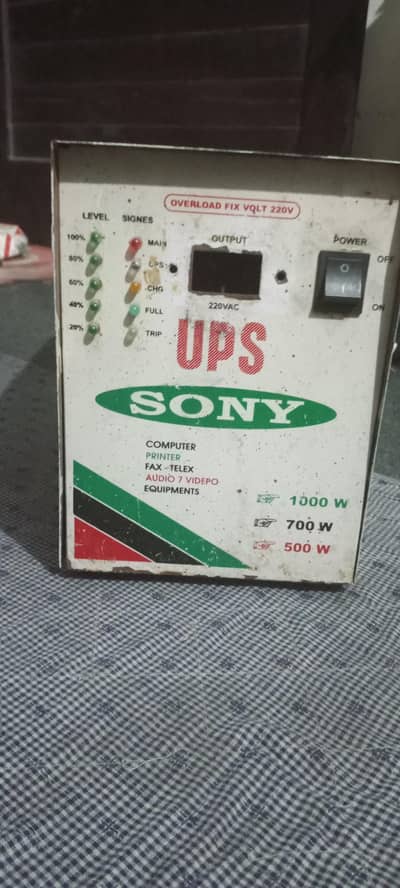 OVERLOAD FIX VOLT 220V
LEVEL SIGNES
100% MAIN
80% UPS
60% CHG
40% FULL
20% TRIP
OUTPUT
220VAC
POWER
OFF
ON
UPS
SONY
COMPUTER
PRINTER
FAX - TELEX
AUDIO 7 VIDEPO
EQUIPMENTS
1000 W
700 W
500 W